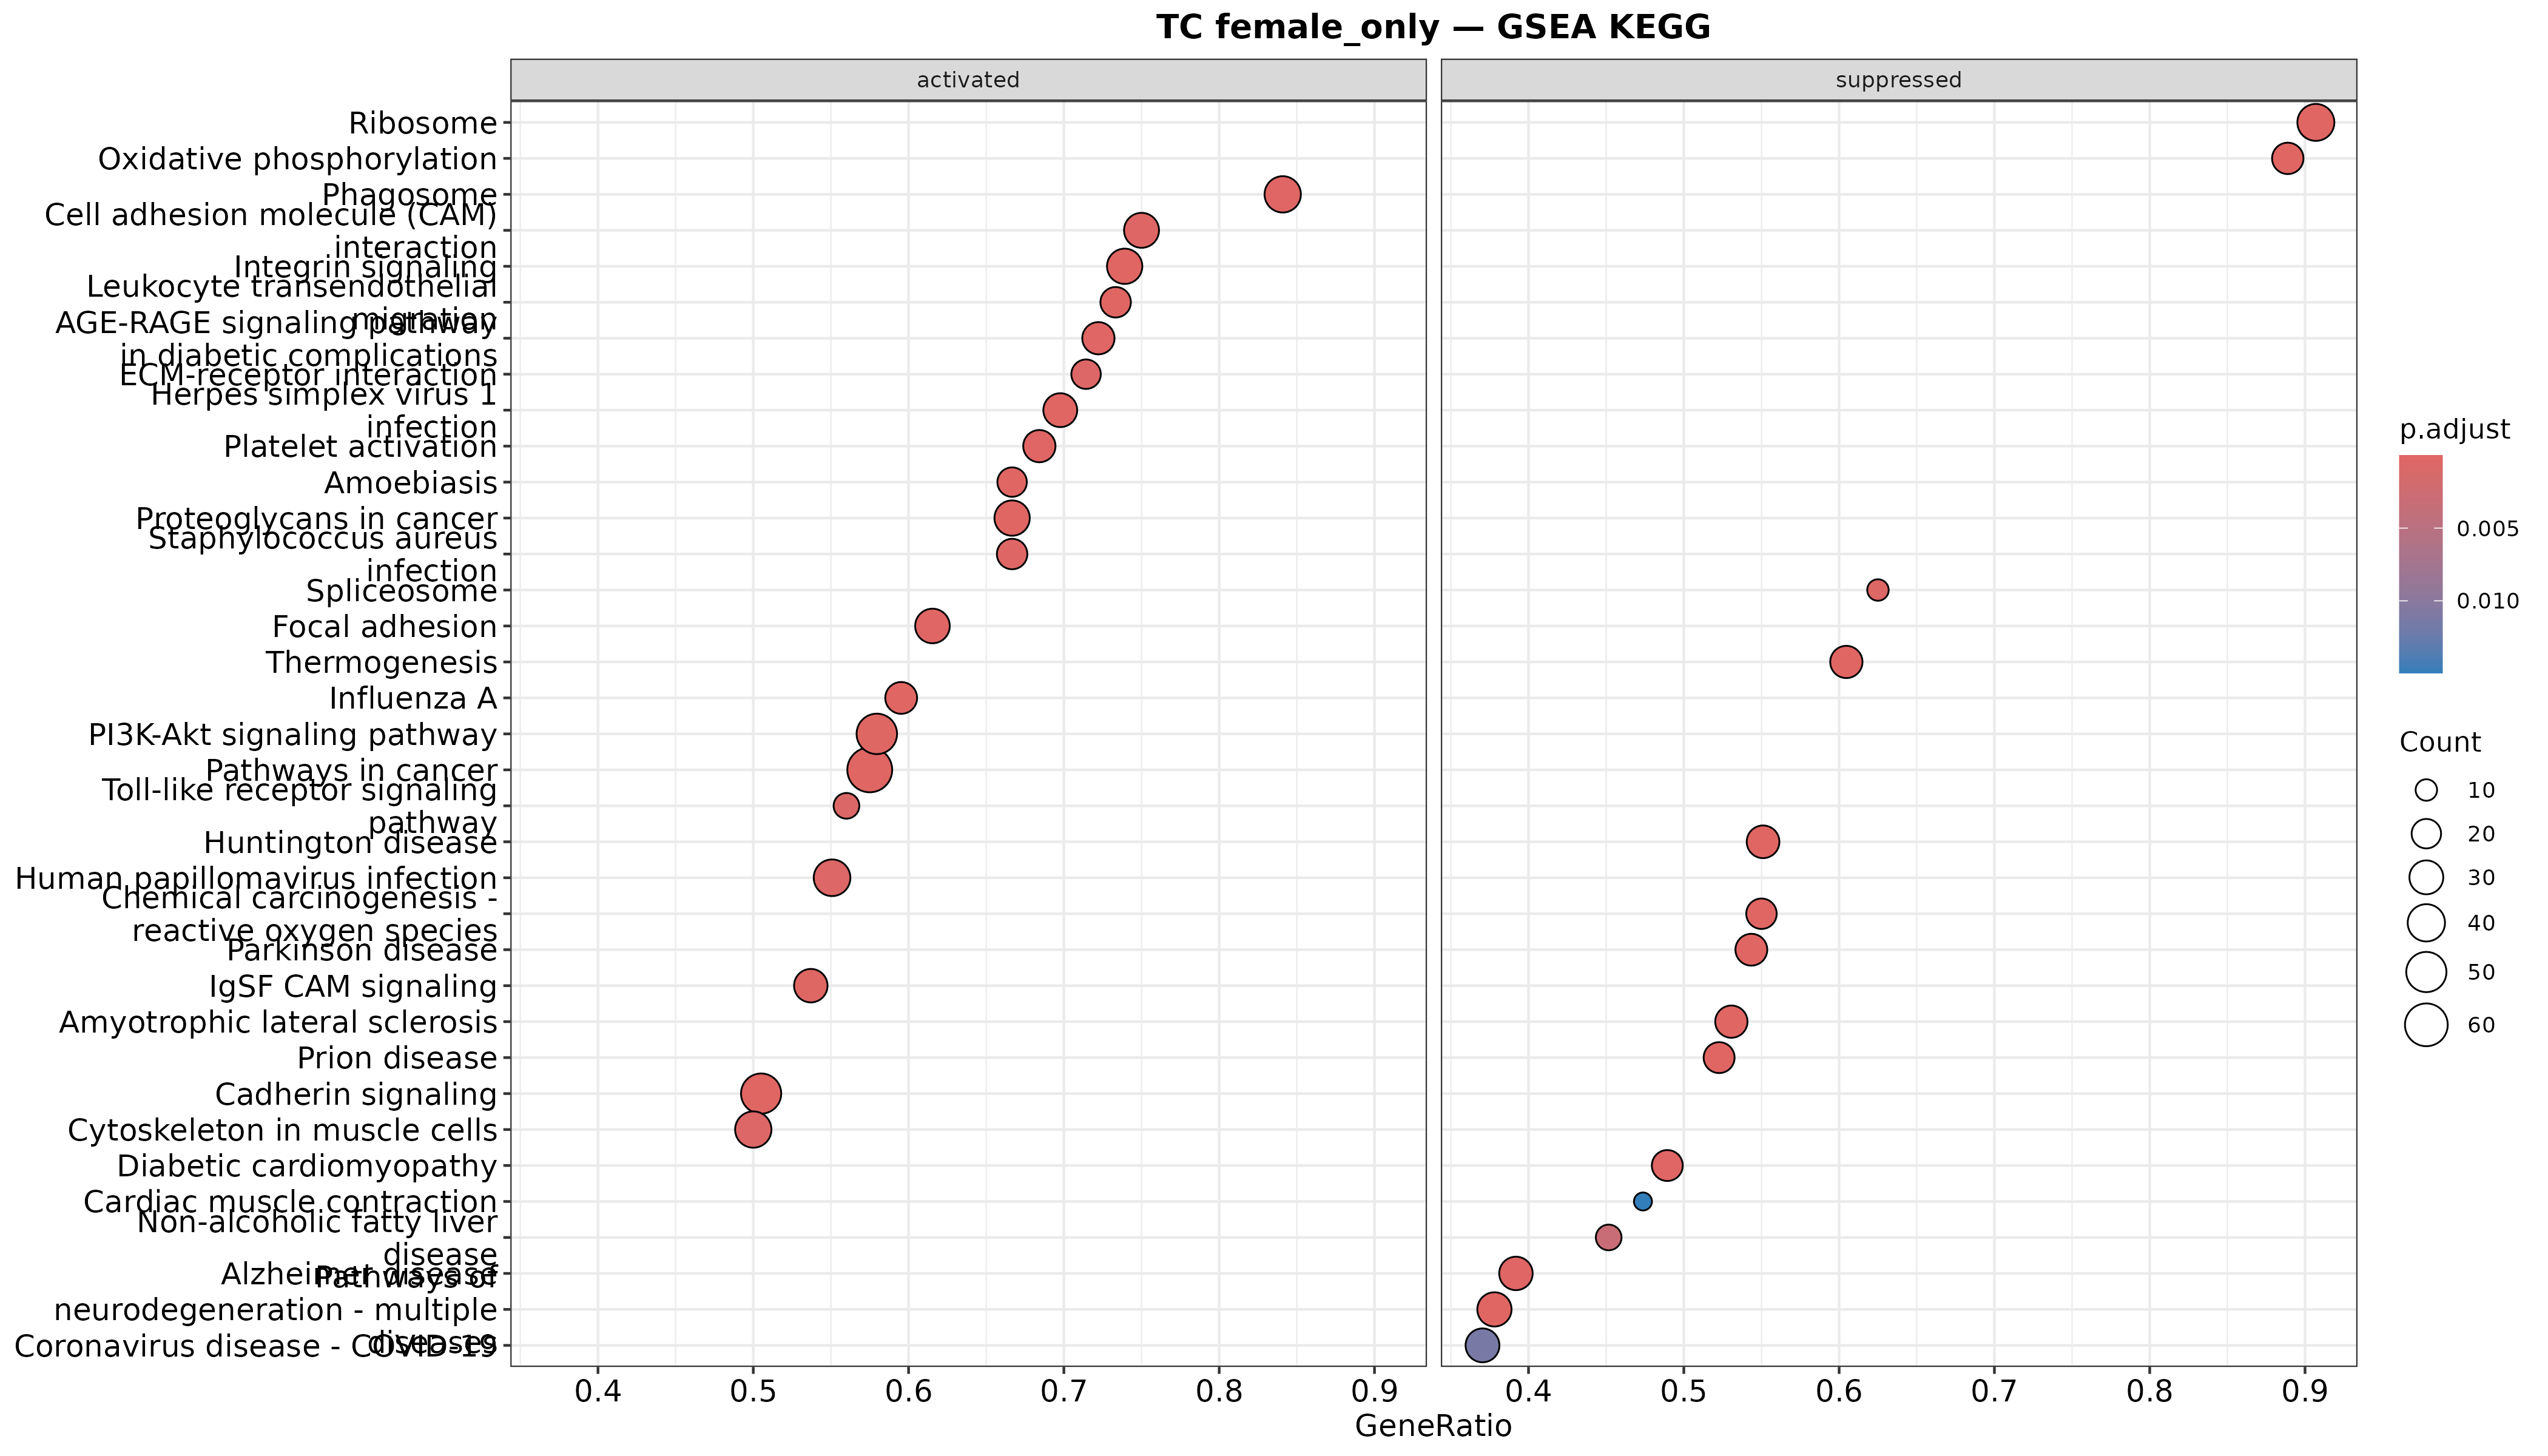 TC female_only — GSEA KEGG
activated
suppressed
Ribosome
Oxidative phosphorylation
Phagosome
Cell adhesion molecule (CAM)
interaction
Integrin signaling
Leukocyte transendothelial
migration
AGE-RAGE signaling pathway
in diabetic complications
ECM-receptor interaction
Herpes simplex virus 1
infection
Platelet activation
Amoebiasis
Proteoglycans in cancer
Staphylococcus aureus
infection
Spliceosome
Focal adhesion
Thermogenesis
Influenza A
PI3K-Akt signaling pathway
Pathways in cancer
Toll-like receptor signaling
pathway
Huntington disease
Human papillomavirus infection
Chemical carcinogenesis -
reactive oxygen species
Parkinson disease
IgSF CAM signaling
Amyotrophic lateral sclerosis
Prion disease
Cadherin signaling
Cytoskeleton in muscle cells
Diabetic cardiomyopathy
Cardiac muscle contraction
Non-alcoholic fatty liver
disease
Alzheimer disease
Pathways of
neurodegeneration - multiple
diseases
Coronavirus disease - COVID-19
0.4 0.5 0.6 0.7 0.8 0.9
0.4 0.5 0.6 0.7 0.8 0.9
GeneRatio
p.adjust
0.005
0.010
Count
10
20
30
40
50
60